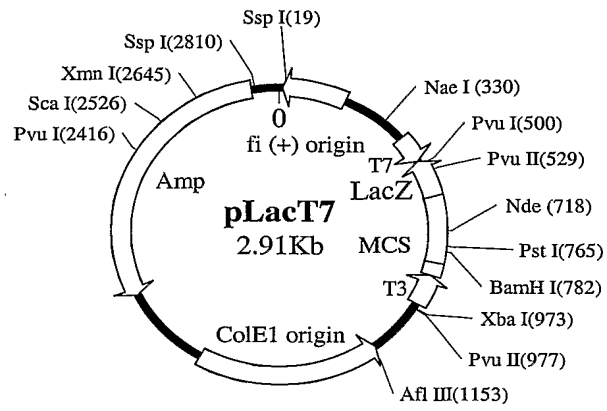 Ssp I(19)
Ssp I(2810)
Xmn I(2645)
Sca I(2526)
Pvu I(2416)
Nae I (330)
0
fi (+) origin
Pvu I(500)
T7
Pvu II(529)
Amp
LacZ
pLacT7
2.91Kb
Nde (718)
MCS
Pst I(765)
BamH I(782)
T3
Xba I(973)
ColE1 origin
Pvu II(977)
Afl III(1153)